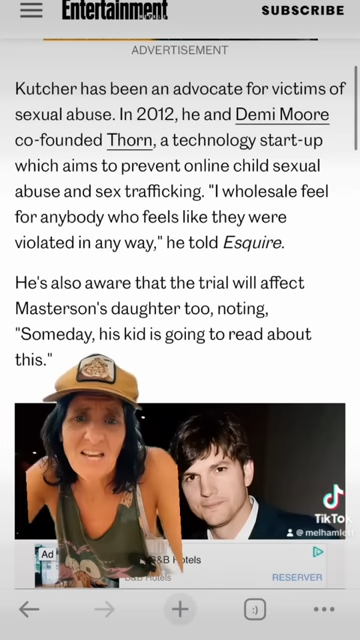 Entertainment
SUBSCRIBE
ADVERTISEMENT
Kutcher has been an advocate for victims of
sexual abuse. In 2012, he and Demi Moore
co-founded Thorn, a technology start-up
which aims to prevent online child sexual
abuse and sex trafficking. "I wholesale feel
for anybody who feels like they were
violated in any way," he told Esquire.
He's also aware that the trial will affect
Masterson's daughter too, noting,
"Someday, his kid is going to read about
this."
TikTok
Ad
B&B Hotels
B&B Hotels
RESERVER
:)